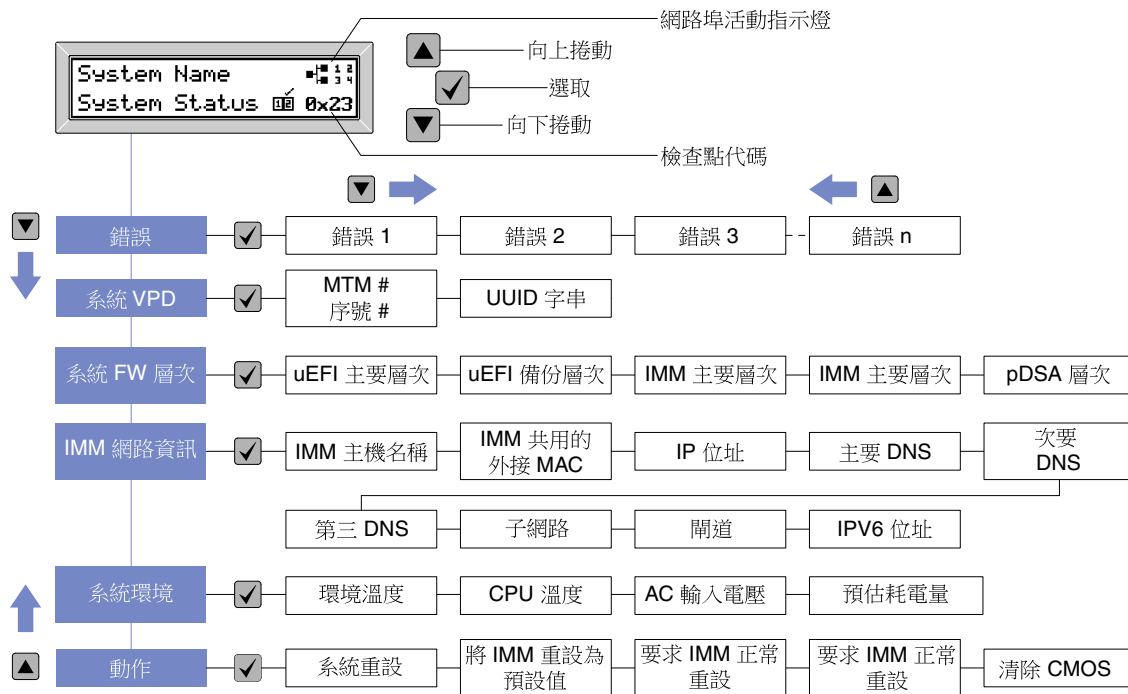 網路埠活動指示燈
System Name 1 2
3 4
System Status 12 0x23
向上捲動
選取
向下捲動
檢查點代碼
錯誤
錯誤 1
錯誤 2
錯誤 3
錯誤 n
系統 VPD
MTM #
序號 #
UUID 字串
系統 FW 層次
uEFI 主要層次
uEFI 備份層次
IMM 主要層次
IMM 主要層次
pDSA 層次
IMM 網路資訊
IMM 主機名稱
IMM 共用的
外接 MAC
IP 位址
主要 DNS
次要
DNS
第三 DNS
子網路
閘道
IPV6 位址
系統環境
環境溫度
CPU 溫度
AC 輸入電壓
預估耗電量
動作
系統重設
將 IMM 重設為
預設值
要求 IMM 正常
重設
要求 IMM 正常
重設
清除 CMOS